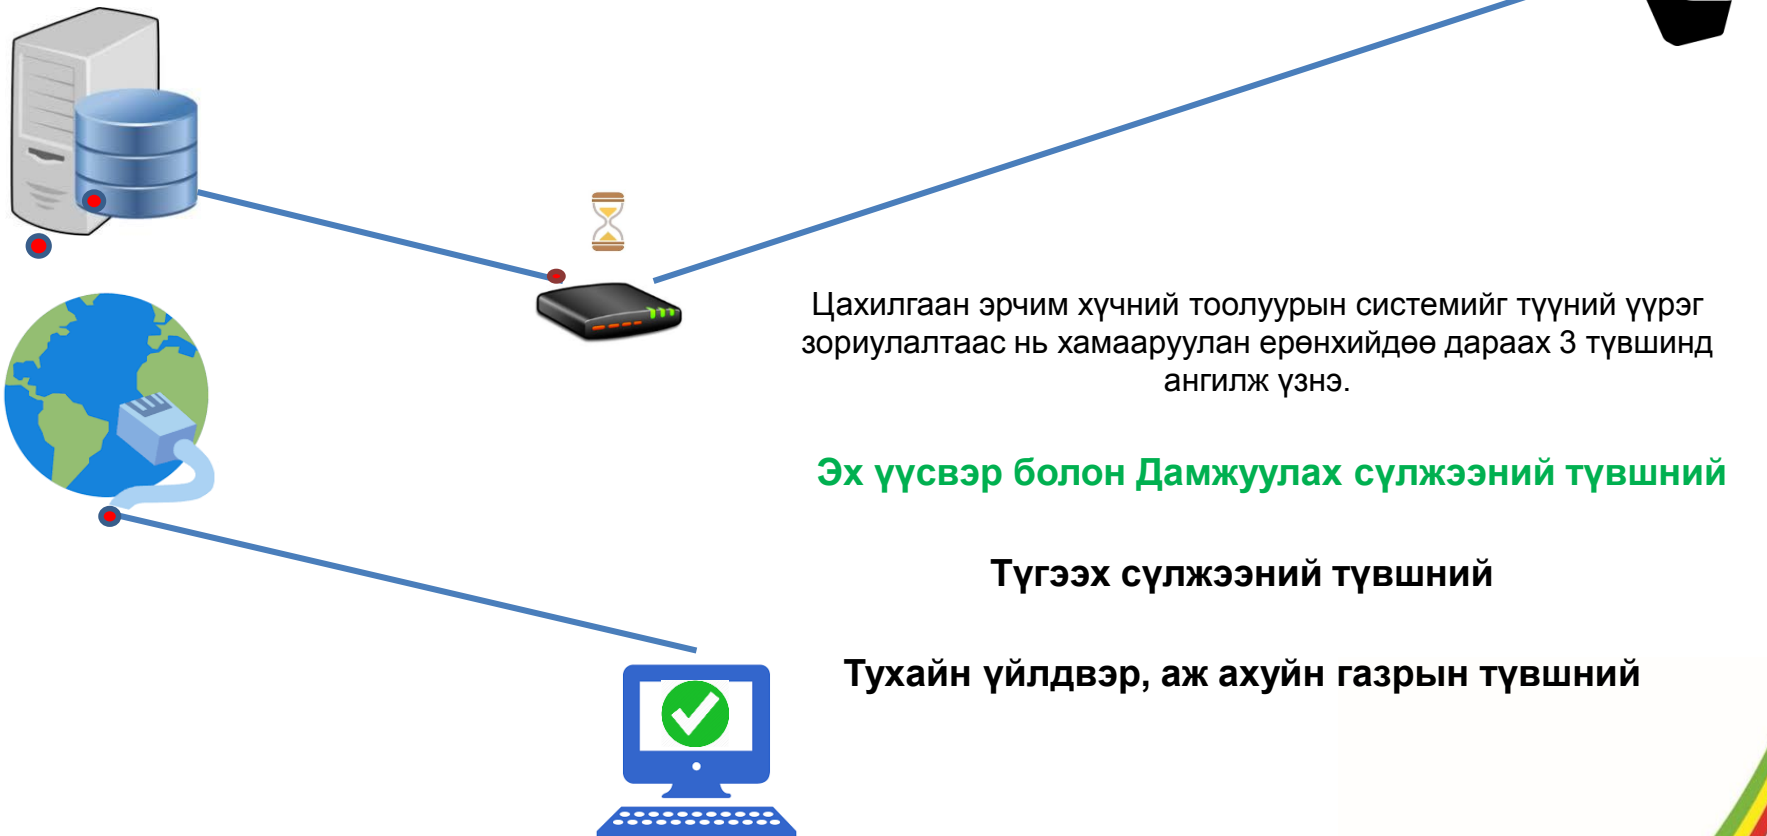 Цахилгаан эрчим хүчний тоолуурын системийг түүний үүрэг
зориулалтаас нь хамааруулан ерөнхийдөө дараах 3 түвшинд
ангилж үзнэ.
Эх үүсвэр болон Дамжуулах сүлжээний түвшний
Түгээх сүлжээний түвшний
Тухайн үйлдвэр, аж ахуйн газрын түвшний